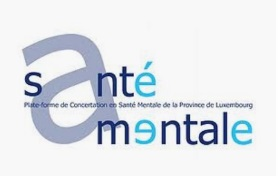 santé
Plate-forme de Concertation en Santé Mentale de la Province de Luxembourg
mentale